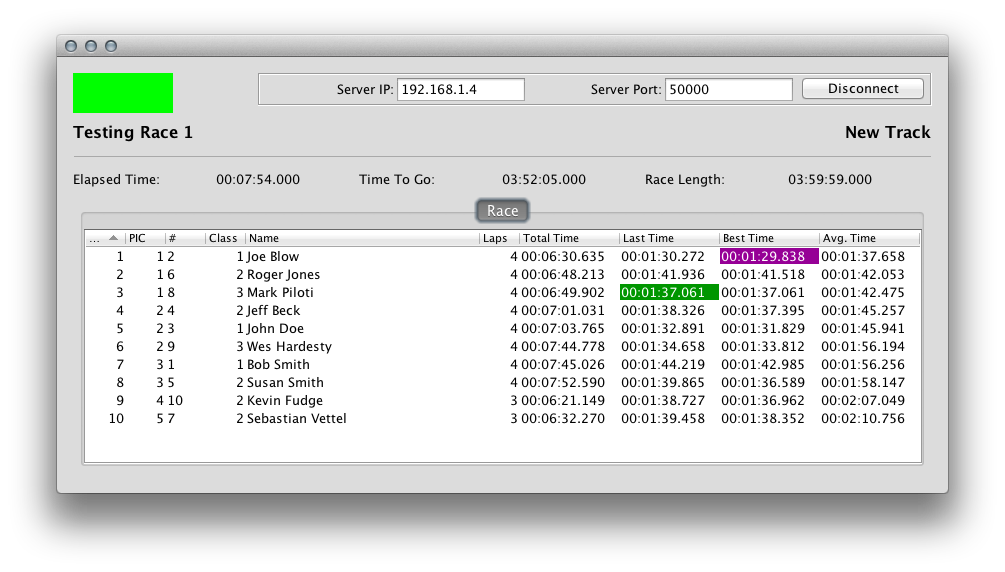 Server IP: 192.168.1.4 Server Port: 50000 Disconnect
Testing Race 1 New Track
Elapsed Time: 00:07:54.000 Time To Go: 03:52:05.000 Race Length: 03:59:59.000
Race
... PIC # Class Name Laps Total Time Last Time Best Time Avg. Time
1 1 2 1 Joe Blow 4 00:06:30.635 00:01:30.272 00:01:29.838 00:01:37.658
2 1 6 2 Roger Jones 4 00:06:48.213 00:01:41.936 00:01:41.518 00:01:42.053
3 1 8 3 Mark Piloti 4 00:06:49.902 00:01:37.061 00:01:37.061 00:01:42.475
4 2 4 2 Jeff Beck 4 00:07:01.031 00:01:38.326 00:01:37.395 00:01:45.257
5 2 3 1 John Doe 4 00:07:03.765 00:01:32.891 00:01:31.829 00:01:45.941
6 2 9 3 Wes Hardesty 4 00:07:44.778 00:01:34.658 00:01:33.812 00:01:56.194
7 3 1 1 Bob Smith 4 00:07:45.026 00:01:44.219 00:01:42.985 00:01:56.256
8 3 5 2 Susan Smith 4 00:07:52.590 00:01:39.865 00:01:36.589 00:01:58.147
9 4 10 2 Kevin Fudge 3 00:06:21.149 00:01:38.727 00:01:36.962 00:02:07.049
10 5 7 2 Sebastian Vettel 3 00:06:32.270 00:01:39.458 00:01:38.352 00:02:10.756